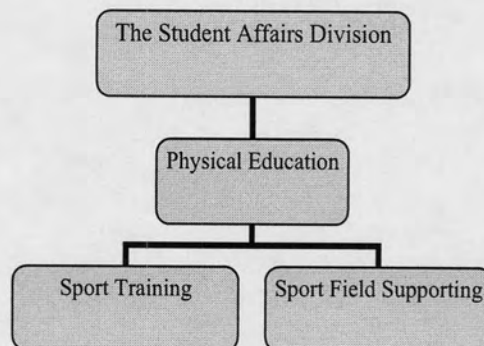 The Student Affairs Division
Physical Education
Sport Training
Sport Field Supporting